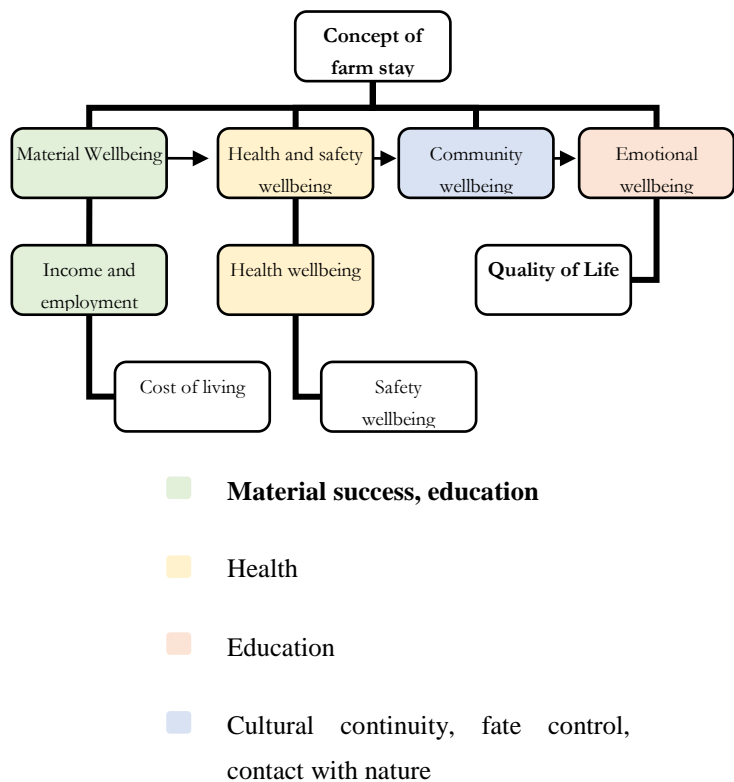 Concept of
farm stay
Material Wellbeing
Health and safety
wellbeing
Community
wellbeing
Emotional
wellbeing
Income and
employment
Health wellbeing
Quality of Life
Cost of living
Safety
wellbeing
Material success, education
Health
Education
Cultural continuity, fate control,
contact with nature